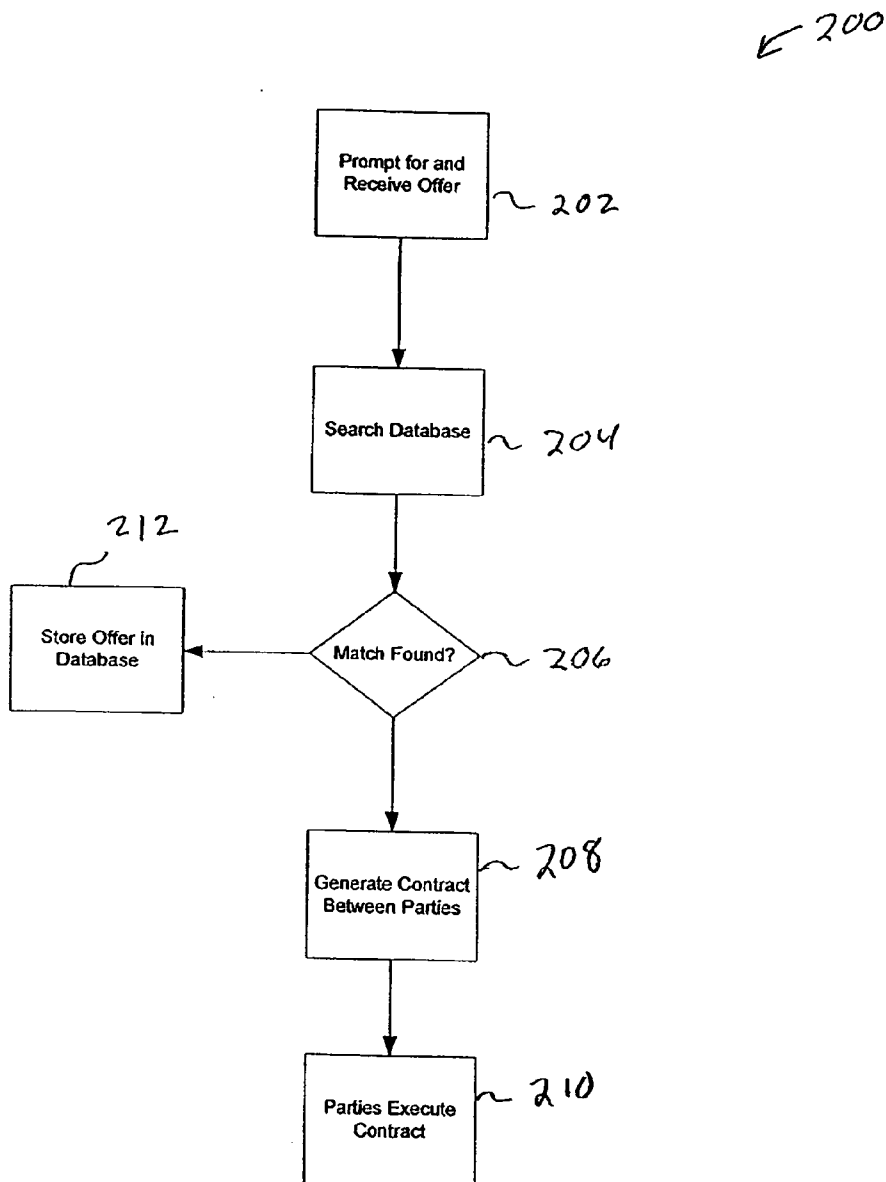 200
Prompt for and
Receive Offer
202
Search Database
204
212
Store Offer in
Database
Match Found?
206
Generate Contract
Between Parties
208
Parties Execute
Contract
210